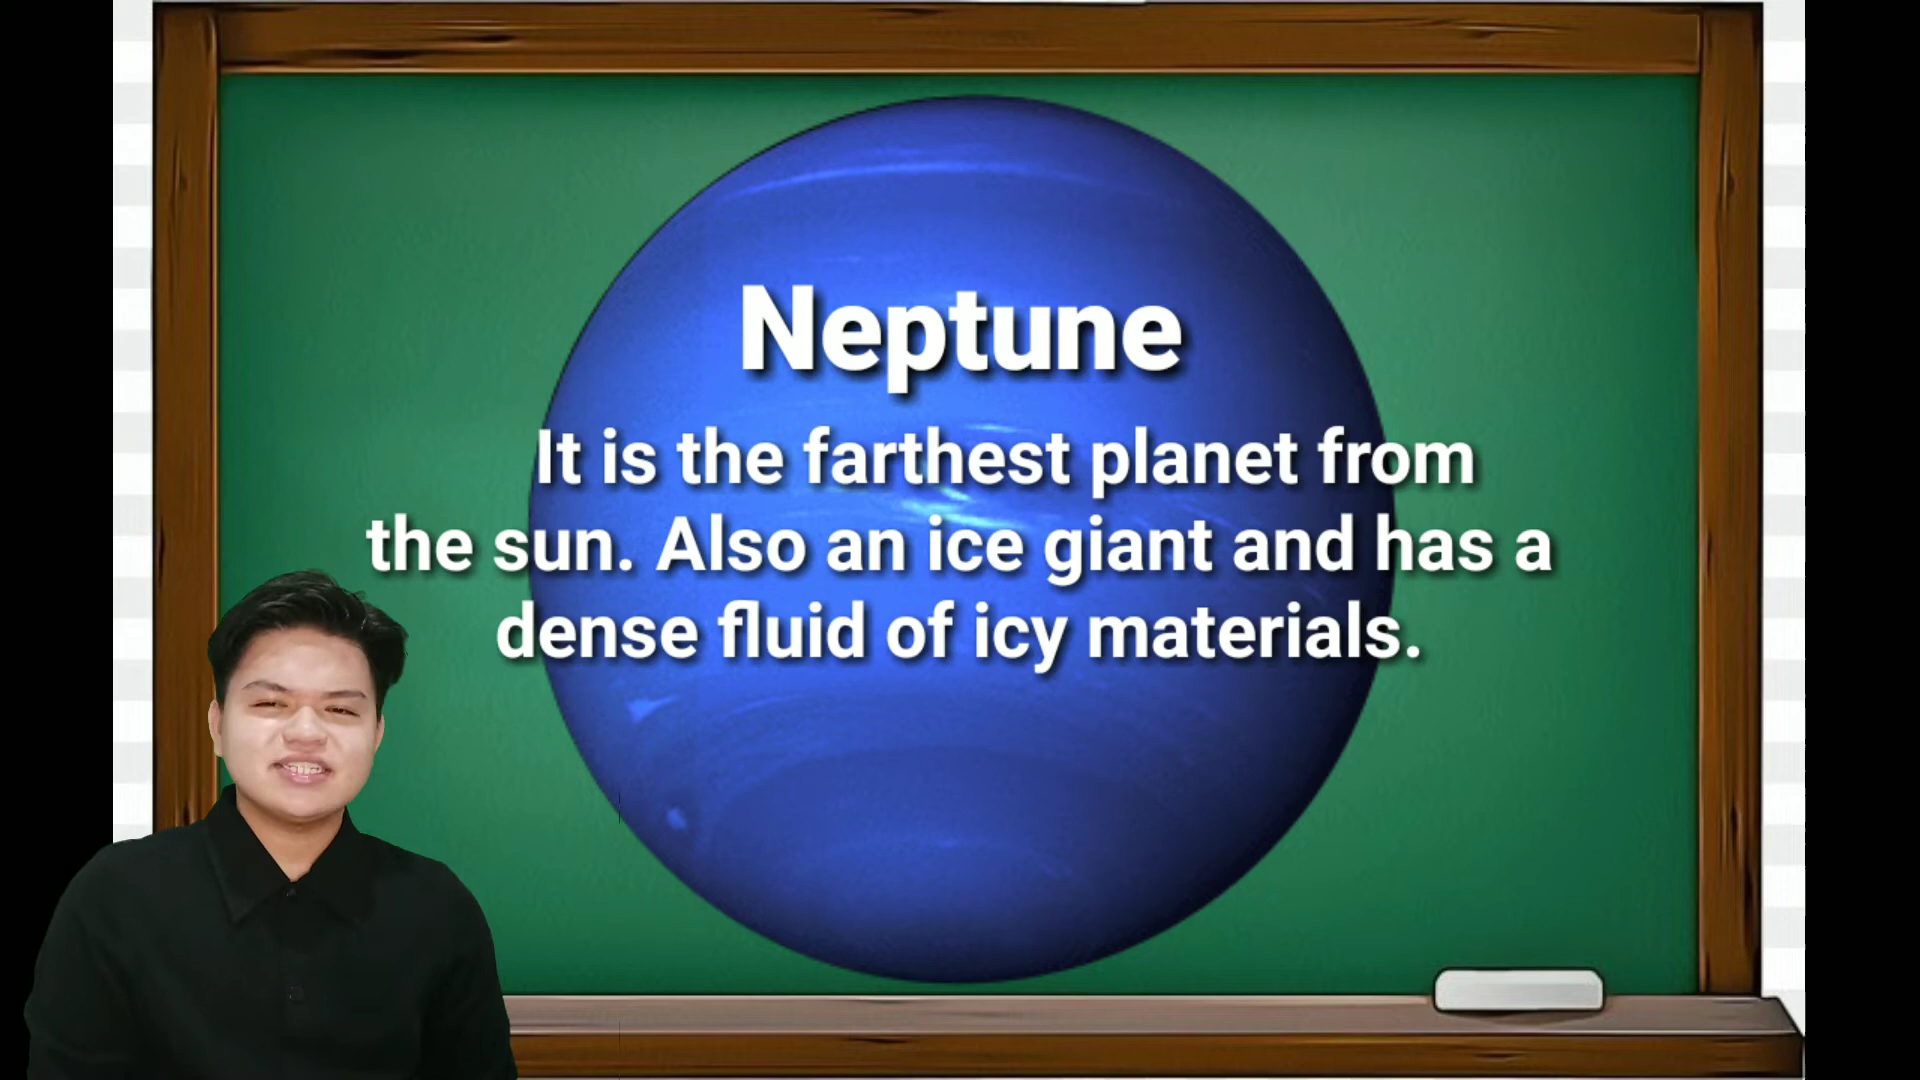 Neptune
It is the farthest planet from
the sun. Also an ice giant and has a
dense fluid of icy materials.